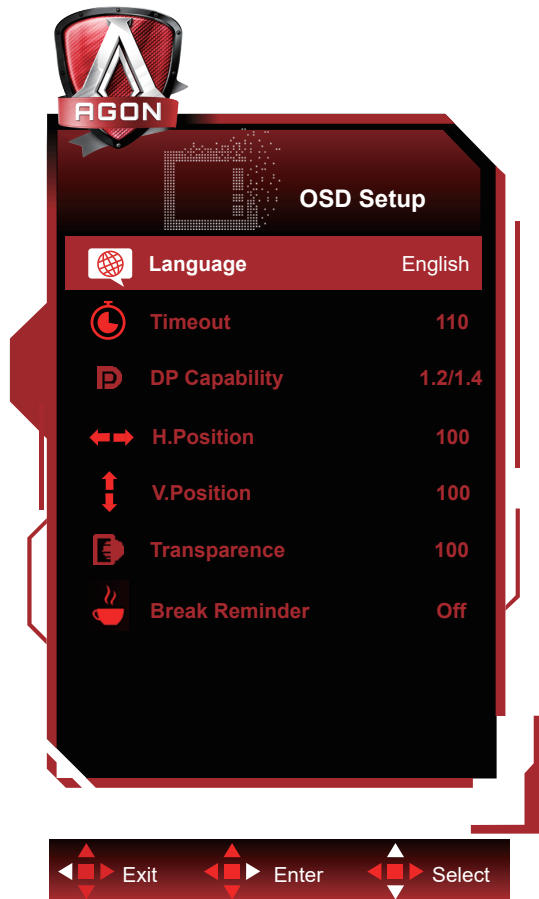 AGON
OSD Setup
Language English
Timeout 110
DP Capability 1.2/1.4
H.Position 100
V.Position 100
Transparence 100
Break Reminder Off
Exit Enter Select